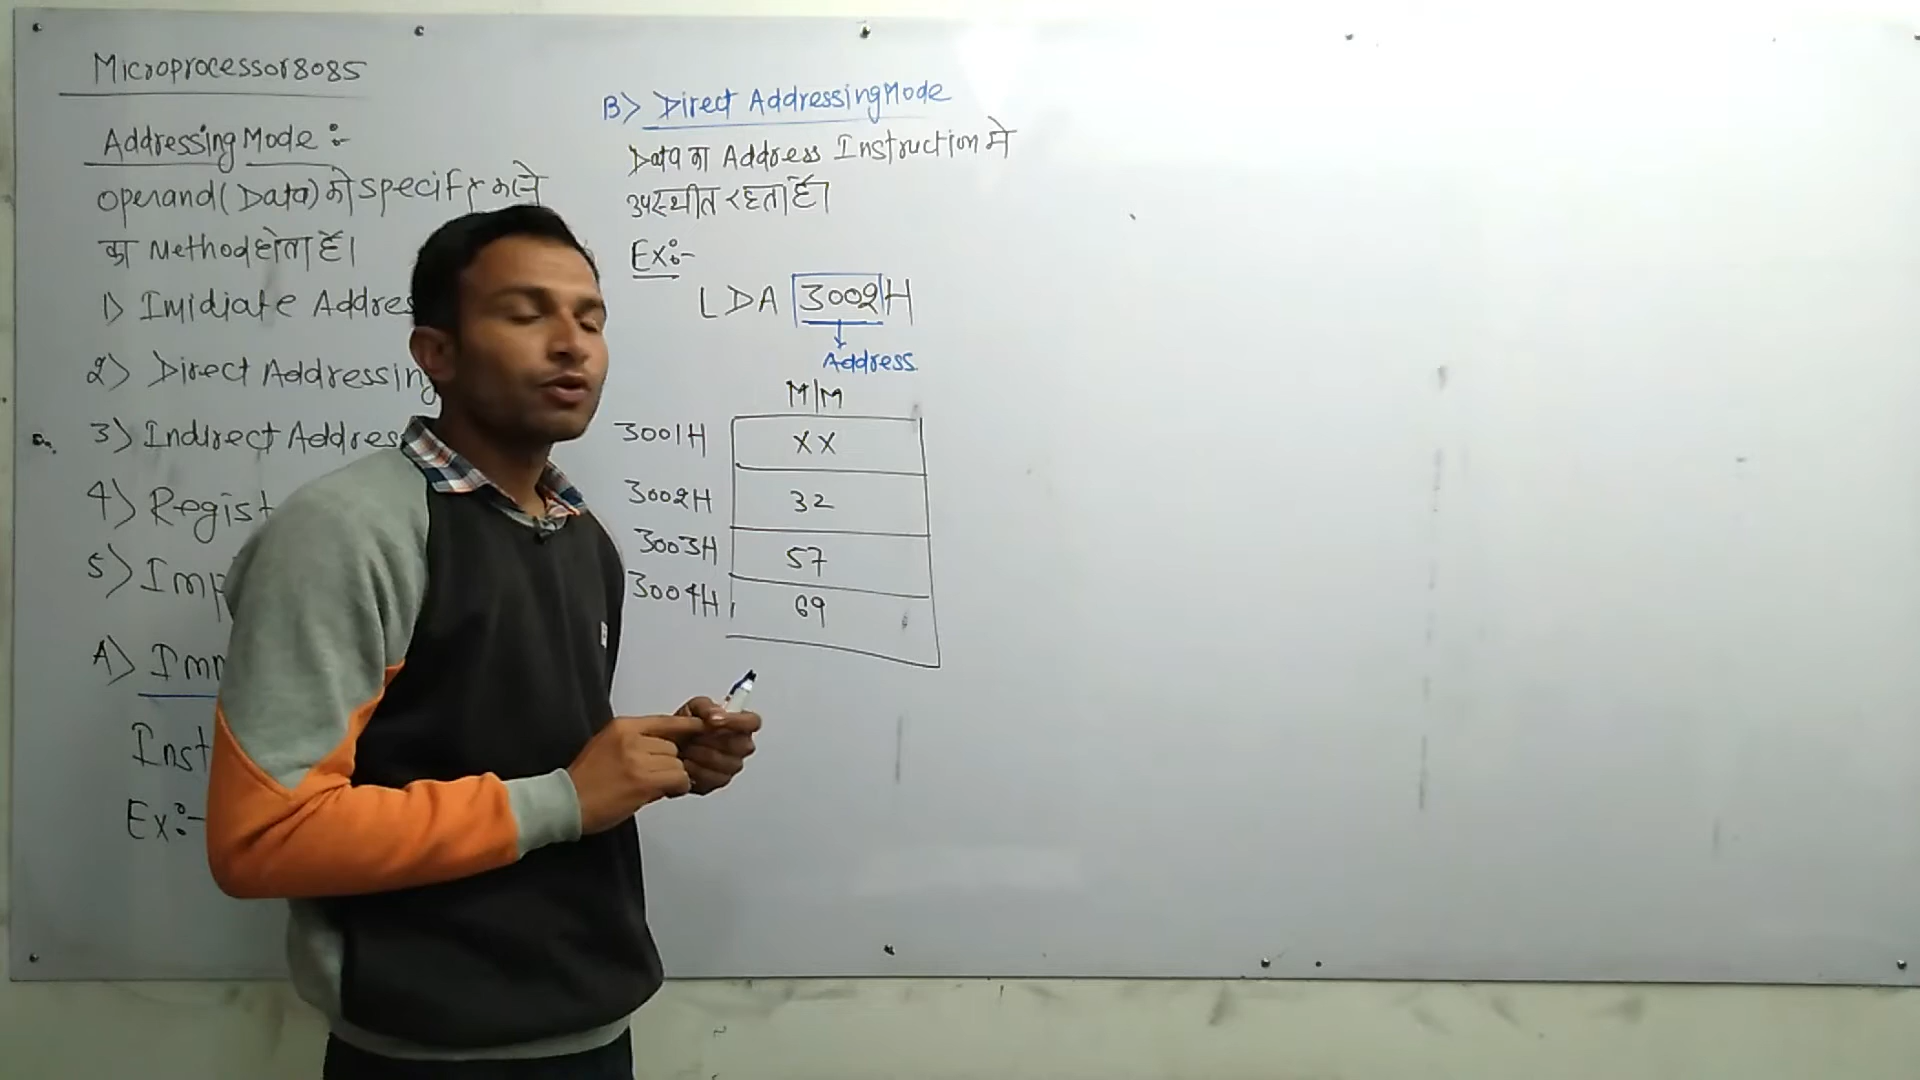 Microprocessor 8085
Addressing Mode :-
Operand (Data) को specify करने
का Method होता है।
1) Imidiate Addres
2) Direct Addressing
3) Indirect Addres
4) Regist
5) Imp
A) Imm
Inst
Ex:-
B) Direct Addressing Mode
Data का Address Instruction मे
उपस्थीत रहता है।
Ex:-
LDA 3002H
Address
M/M
3001H XX
3002H 32
3003H 57
3004H 69